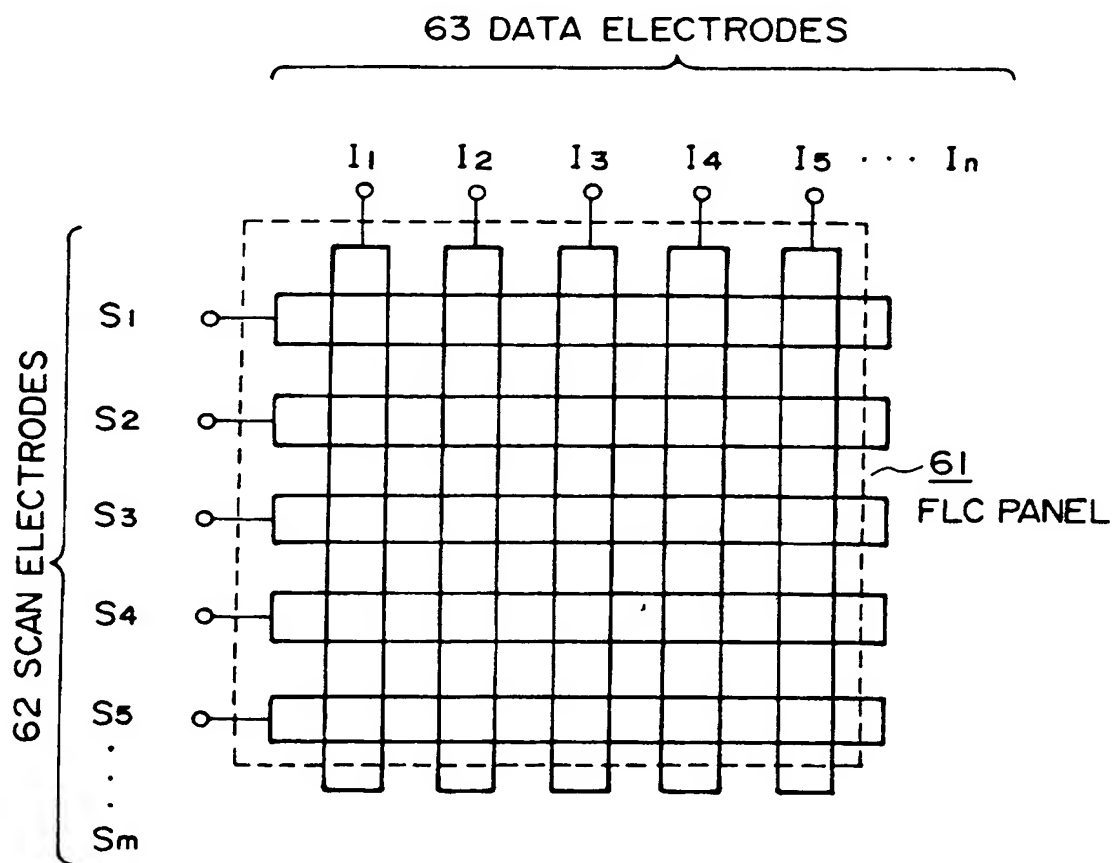 63 DATA ELECTRODES
I1 I2 I3 I4 I5 ···· In
62 SCAN ELECTRODES
S1
S2
S3
S4
S5
·
·
·
Sm
61
FLC PANEL